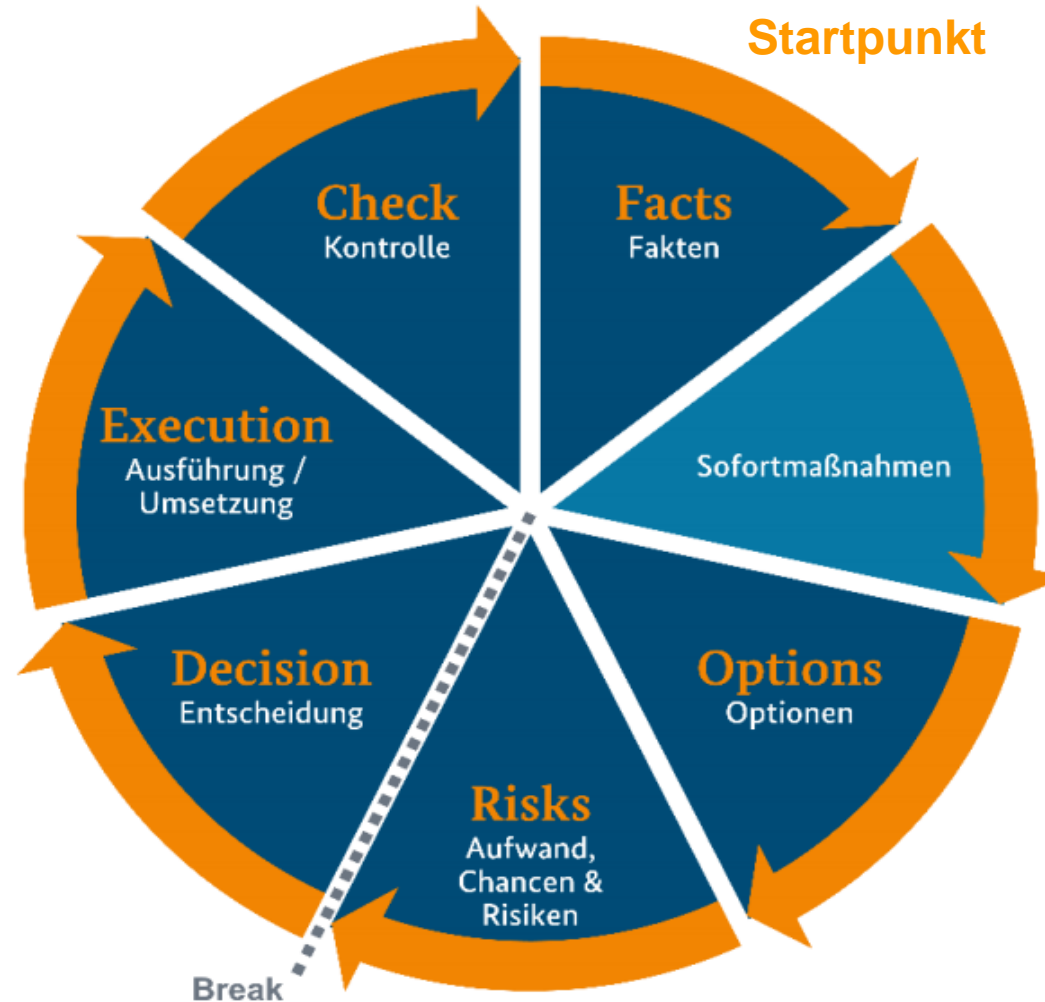 Startpunkt
Facts
Fakten
Sofortmaßnahmen
Options
Optionen
Risks
Aufwand,
Chancen &
Risiken
Break
Decision
Entscheidung
Execution
Ausführung /
Umsetzung
Check
Kontrolle